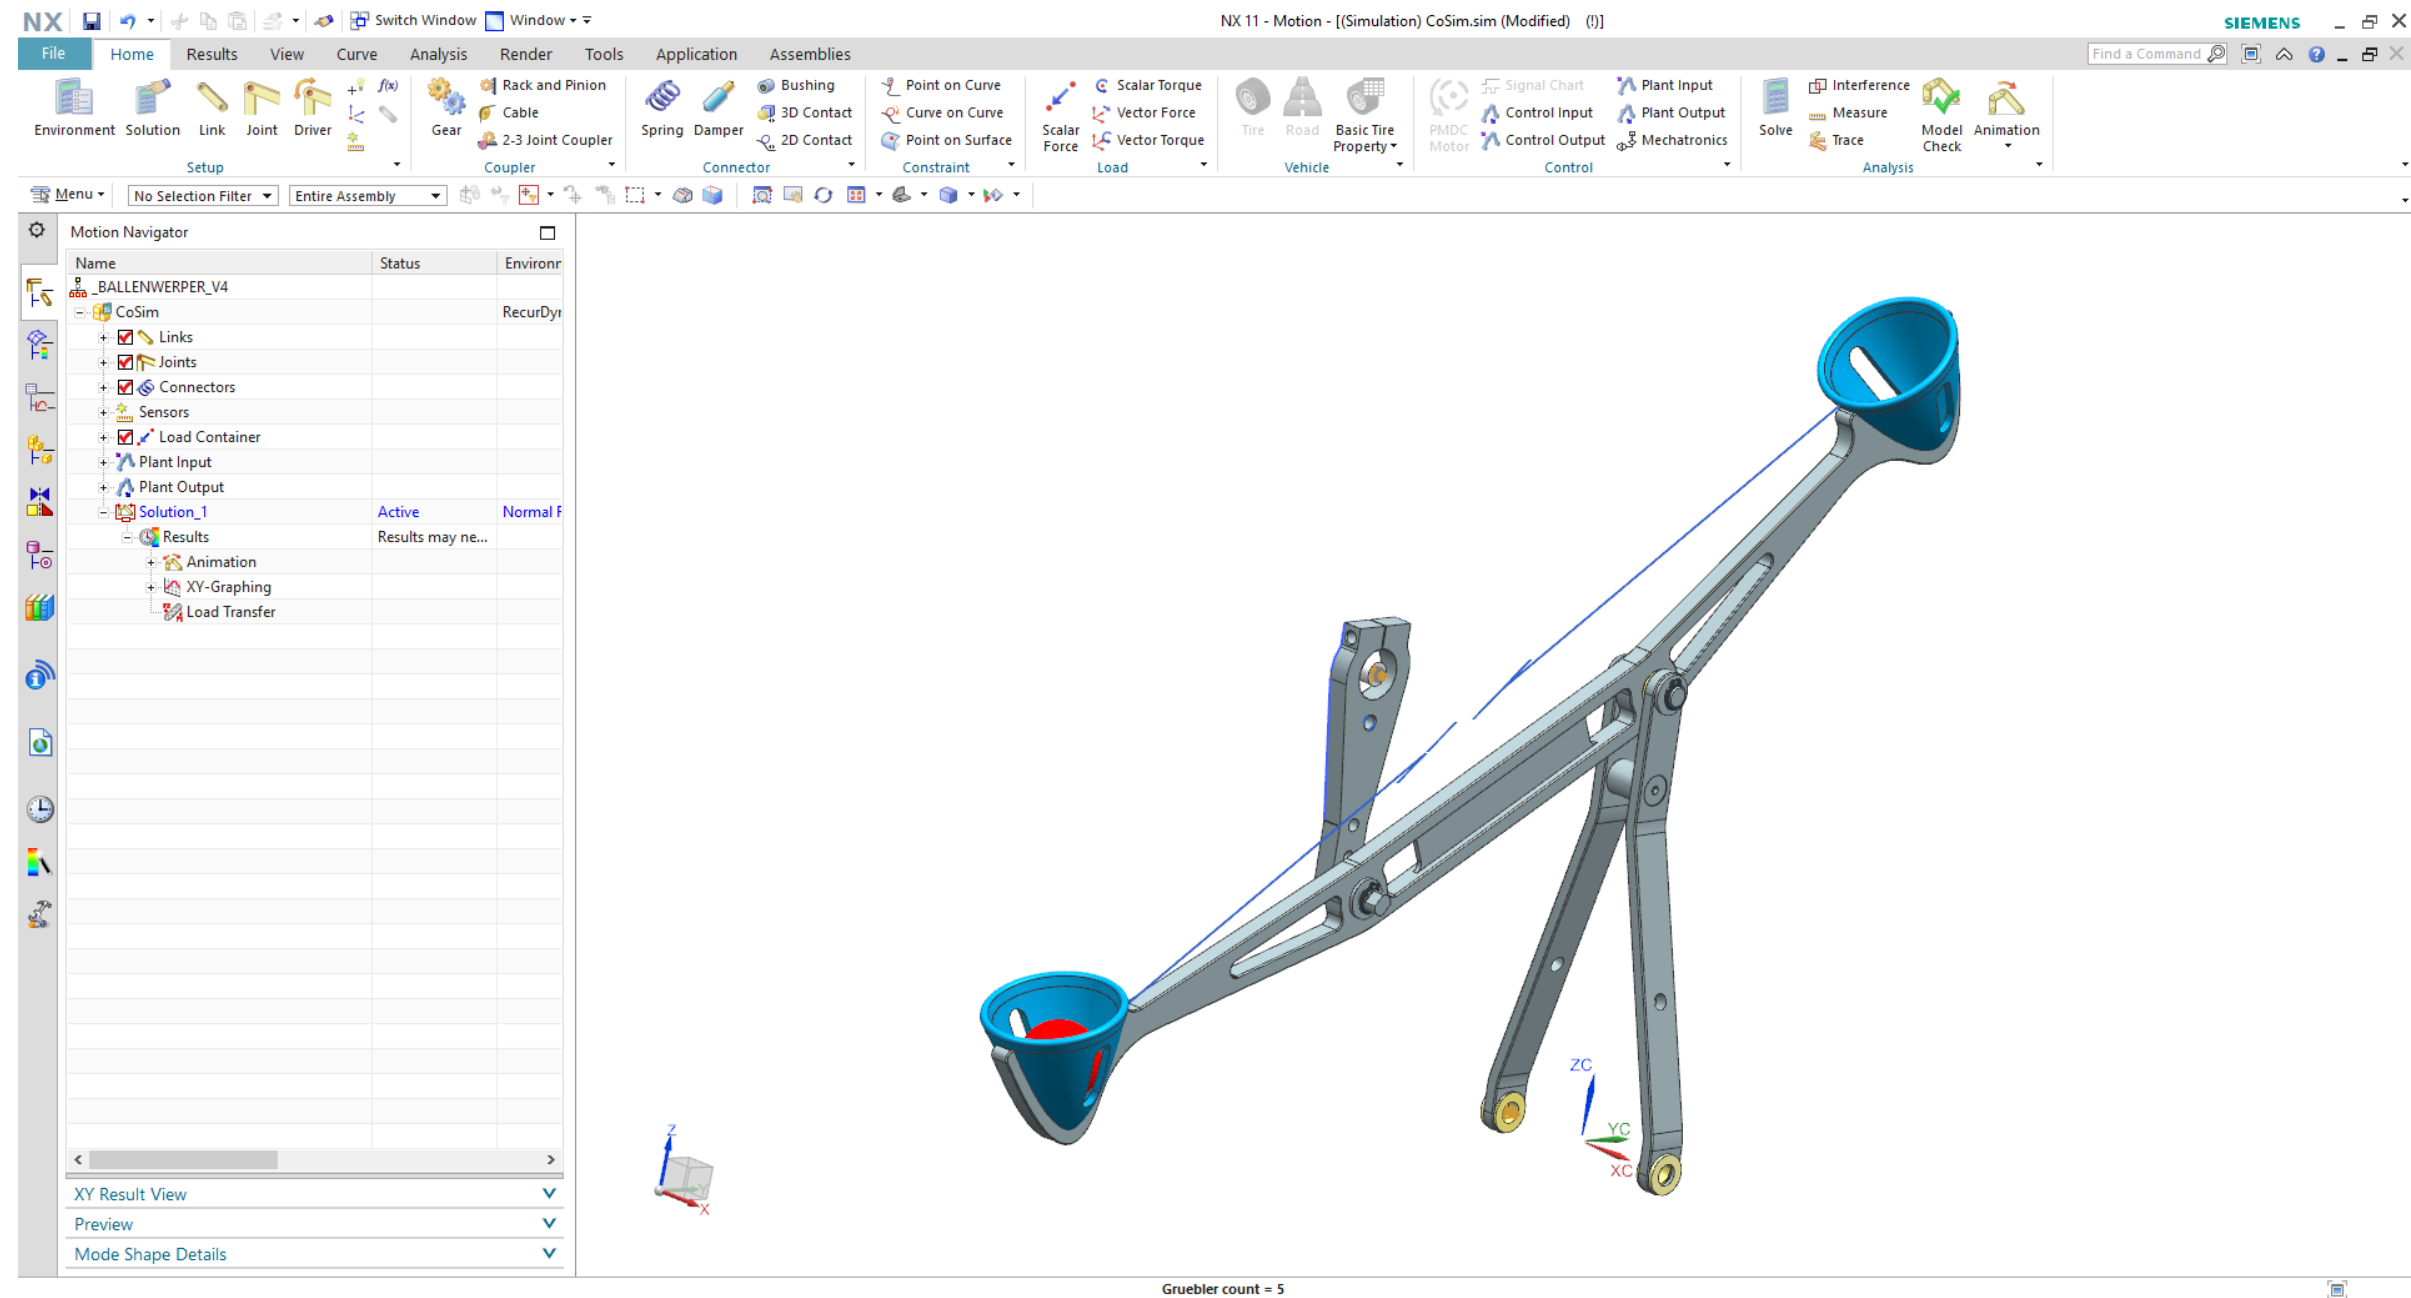 NX Switch Window Window NX 11 - Motion - [(Simulation) CoSim.sim (Modified) (!)] SIEMENS
File Home Results View Curve Analysis Render Tools Application Assemblies Find a Command
Environment Solution Link Joint Driver f(x)
Setup
Gear Rack and Pinion
Cable
2-3 Joint Coupler
Coupler
Spring Damper Bushing
3D Contact
2D Contact
Connector
Point on Curve
Curve on Curve
Point on Surface
Constraint
Scalar Force Scalar Torque
Vector Force
Vector Torque
Load
Tire Road Basic Tire Property
Vehicle
PMDC Motor Signal Chart Plant Input
Control Input Plant Output
Control Output Mechatronics
Control
Solve Interference
Measure
Trace
Model Check Animation
Analysis
Menu No Selection Filter Entire Assembly
Motion Navigator
Name Status Environr
_BALLENWERPER_V4
CoSim RecurDyr
Links
Joints
Connectors
Sensors
Load Container
Plant Input
Plant Output
Solution_1 Active Normal F
Results Results may ne...
Animation
XY-Graphing
Load Transfer
XY Result View
Preview
Mode Shape Details
Z
Y
X
ZC
YC
XC
Gruebler count = 5